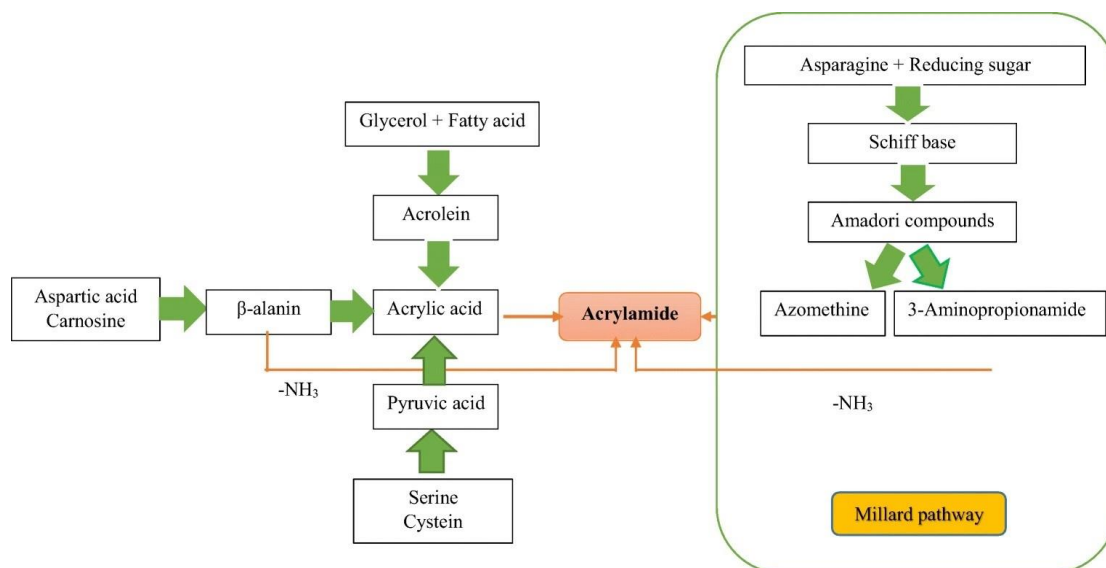 Asparagine + Reducing sugar
Glycerol + Fatty acid
Schiff base
Acrolein
Amadori compounds
Aspartic acid
Carnosine
β-alanin
Acrylic acid
Acrylamide
Azomethine
3-Aminopropionamide
-NH₃
Pyruvic acid
-NH₃
Serine
Cystein
Millard pathway